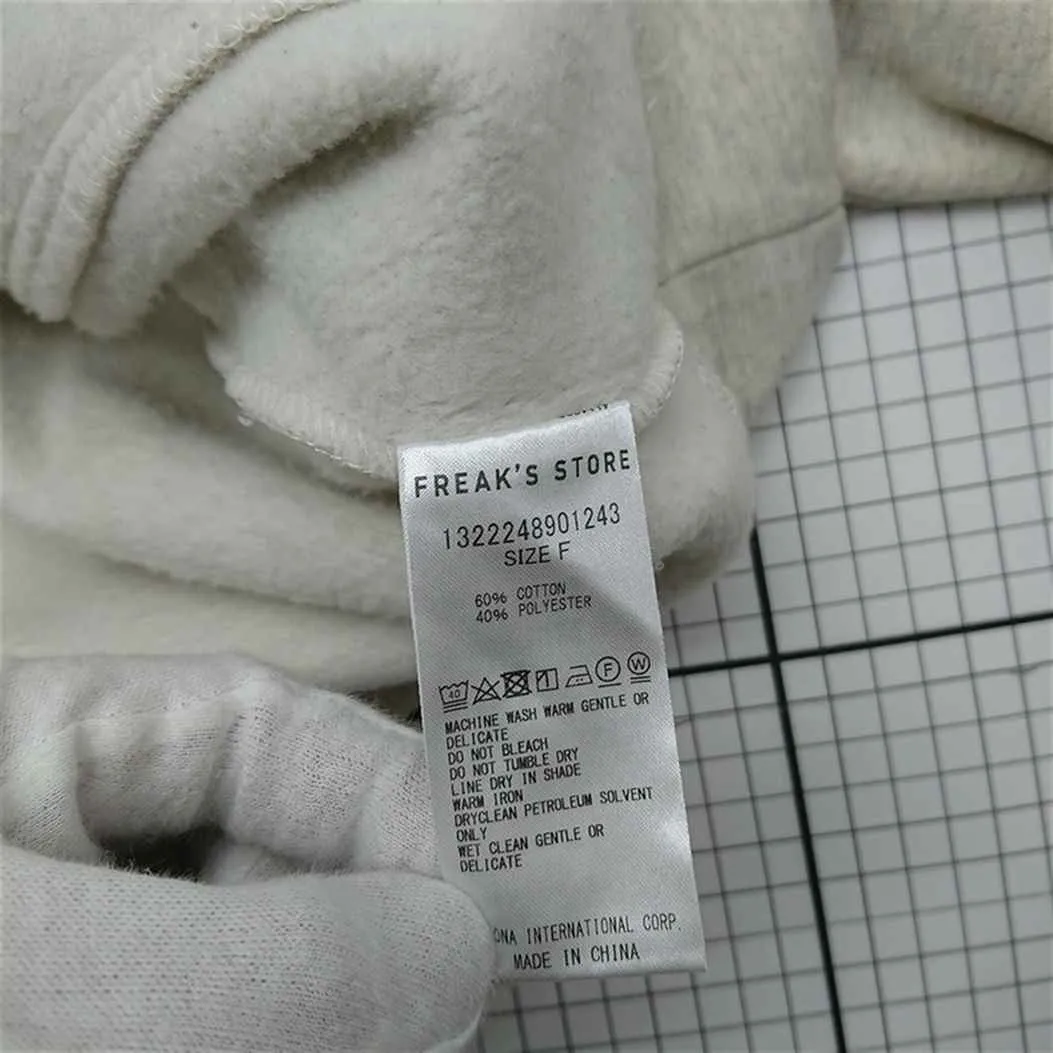 FREAK'S STORE
1322248901243
SIZE F
60% COTTON
40% POLYESTER
40 F W
MACHINE WASH WARM GENTLE OR
DELICATE
DO NOT BLEACH
DO NOT TUMBLE DRY
LINE DRY IN SHADE
WARM IRON
DRYCLEAN PETROLEUM SOLVENT
ONLY
WET CLEAN GENTLE OR
DELICATE
INTERNATIONAL CORP.
MADE IN CHINA